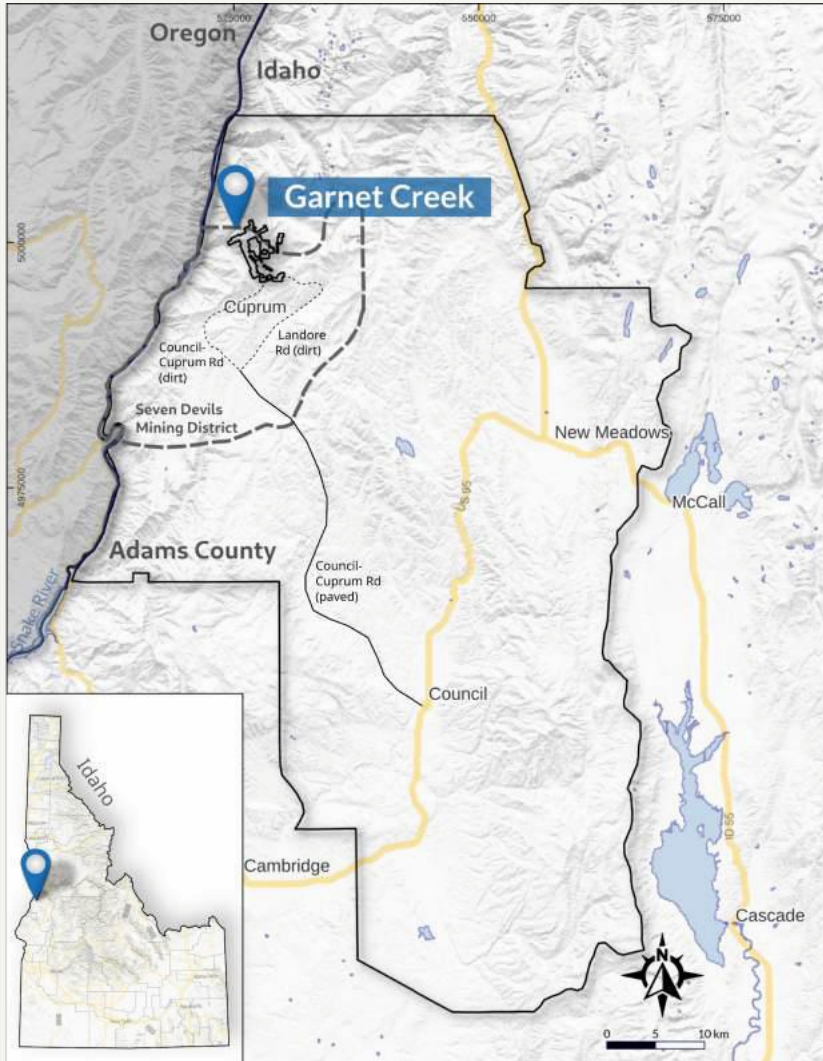 525000
550000
575000
Oregon
Idaho
Garnet Creek
5000000
Cuprum
Council-
Cuprum Rd
(dirt)
Landore
Rd (dirt)
Seven Devils
Mining District
New Meadows
4975000
US 95
McCall
Adams County
Council-
Cuprum Rd
(paved)
Snake River
Council
Idaho
ID 55
Cambridge
Cascade
N
0 5 10 km